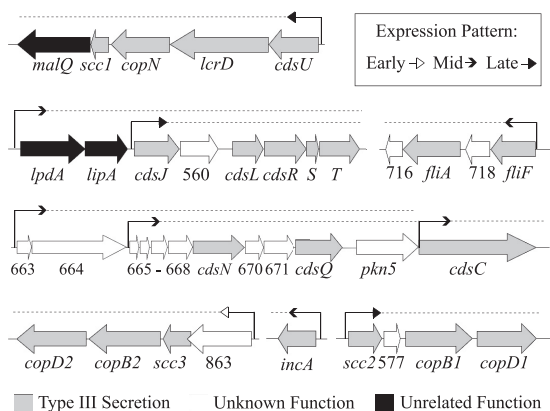 malQ scc1 copN lcrD cdsU
Expression Pattern:
Early Mid Late
lpdA lipA cdsJ 560 cdsL cdsR S T 716 fliA 718 fliF
663 664 665 - 668 cdsN 670 671 cdsQ pkn5 cdsC
copD2 copB2 scc3 863 incA scc2 577 copB1 copD1
Type III Secretion Unknown Function Unrelated Function